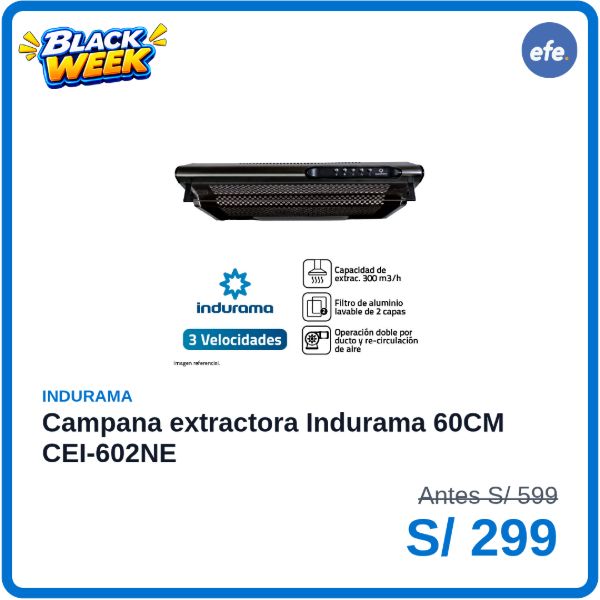 BLACK
WEEK
efe.
indurama
3 Velocidades
Imagen referencial.
Capacidad de
extrac. 300 m3/h
Filtro de aluminio
lavable de 2 capas
Operación doble por
ducto y re-circulación
de aire
INDURAMA
Campana extractora Indurama 60CM
CEI-602NE
Antes S/ 599
S/ 299